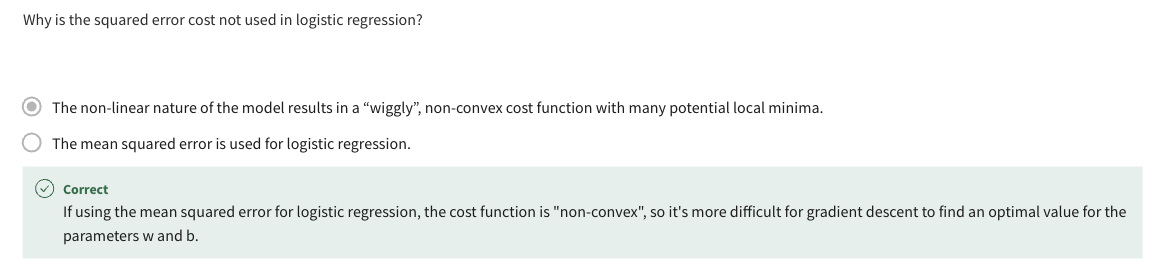 Why is the squared error cost not used in logistic regression?
The non-linear nature of the model results in a “wiggly”, non-convex cost function with many potential local minima.
The mean squared error is used for logistic regression.
Correct
If using the mean squared error for logistic regression, the cost function is "non-convex", so it's more difficult for gradient descent to find an optimal value for the
parameters w and b.